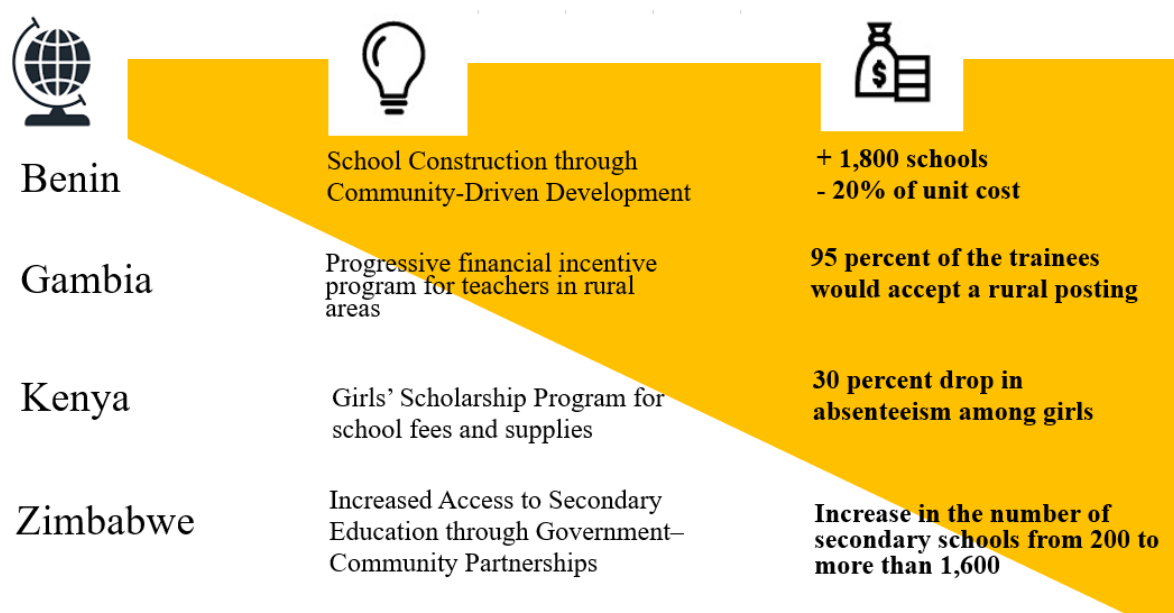 $
Benin
School Construction through
Community-Driven Development
+ 1,800 schools
- 20% of unit cost
Gambia
Progressive financial incentive
program for teachers in rural
areas
95 percent of the trainees
would accept a rural posting
Kenya
Girls’ Scholarship Program for
school fees and supplies
30 percent drop in
absenteeism among girls
Zimbabwe
Increased Access to Secondary
Education through Government–
Community Partnerships
Increase in the number of
secondary schools from 200 to
more than 1,600